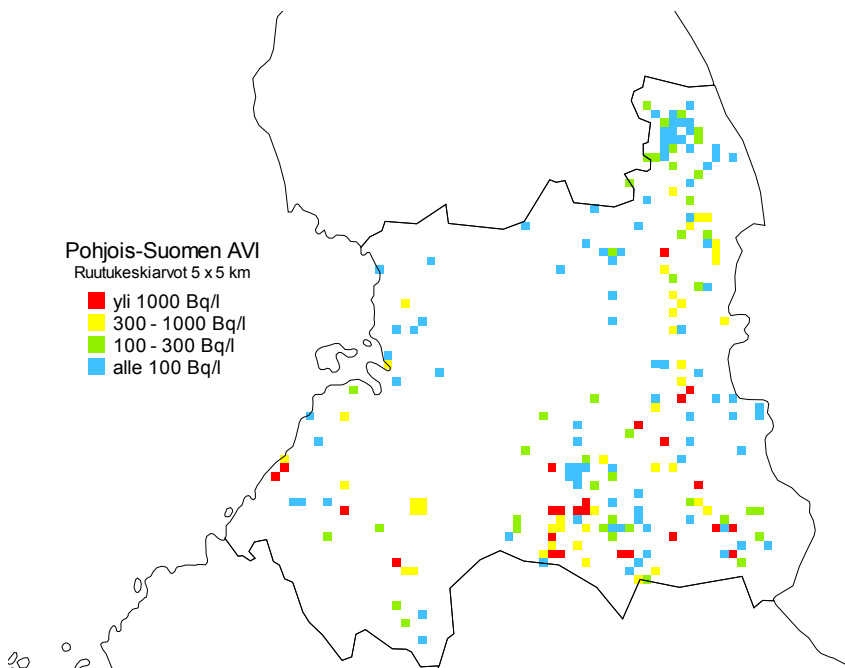 Pohjois-Suomen AVI
Ruutukeskiarvot 5 x 5 km
yli 1000 Bq/l
300 - 1000 Bq/l
100 - 300 Bq/l
alle 100 Bq/l